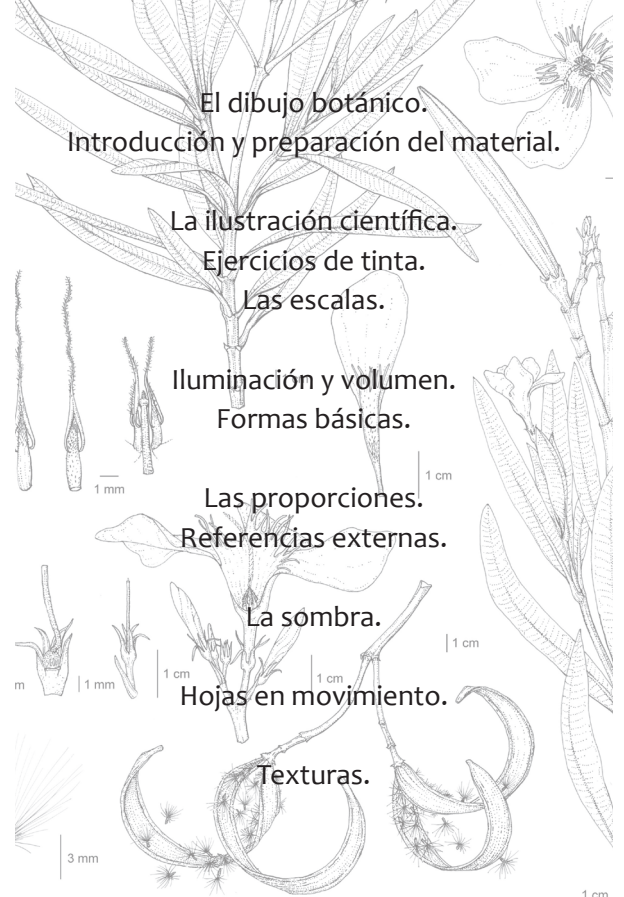 El dibujo botánico.
Introducción y preparación del material.
La ilustración científica.
Ejercicios de tinta.
Las escalas.
Iluminación y volumen.
Formas básicas.
1 mm
1 cm
Las proporciones.
Referencias externas.
La sombra.
1 cm
m
1 mm
1 cm
1 cm
Hojas en movimiento.
Texturas.
3 mm
1 cm